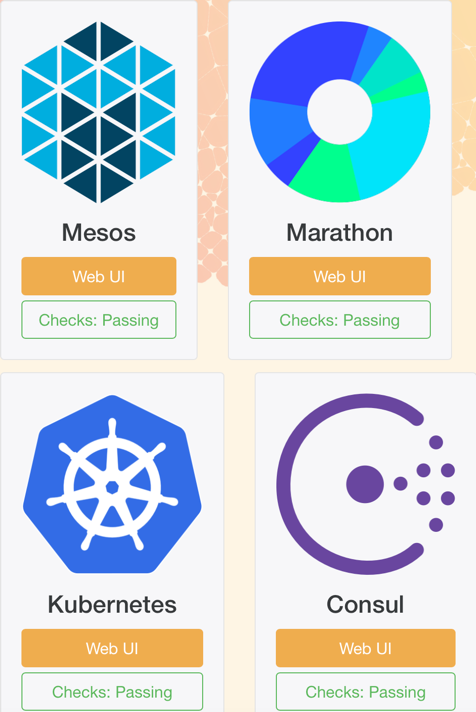 Mesos
Web UI
Checks: Passing
Marathon
Web UI
Checks: Passing
Kubernetes
Web UI
Checks: Passing
Consul
Web UI
Checks: Passing